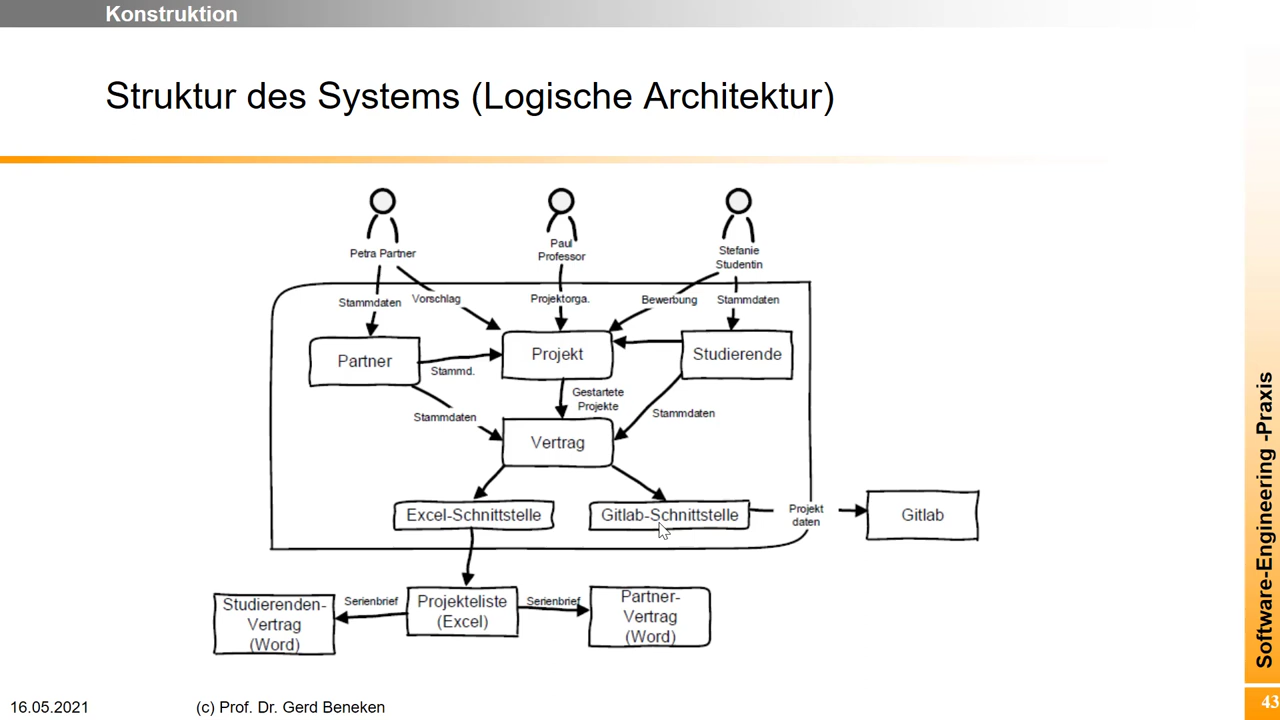 Konstruktion
Struktur des Systems (Logische Architektur)
Petra Partner
Paul
Professor
Stefanie
Studentin
Stammdaten
Vorschlag
Projektorga.
Bewerbung
Stammdaten
Partner
Stammd.
Projekt
Studierende
Gestartete
Projekte
Stammdaten
Stammdaten
Vertrag
Excel-Schnittstelle
Gitlab-Schnittstelle
Projekt
daten
Gitlab
Studierenden-
Vertrag
(Word)
Serienbrief
Projekteliste
(Excel)
Serienbrief
Partner-
Vertrag
(Word)
Software-Engineering -Praxis
16.05.2021
(c) Prof. Dr. Gerd Beneken
43